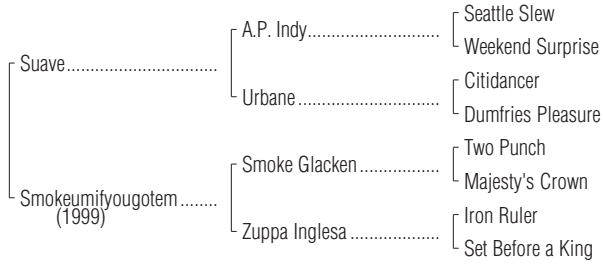 Seattle Slew
A.P. Indy
Weekend Surprise
Suave
Citidancer
Urbane
Dumfries Pleasure
Two Punch
Smoke Glacken
Majesty's Crown
Smokeumifyougotem
(1999)
Iron Ruler
Zuppa Inglesa
Set Before a King